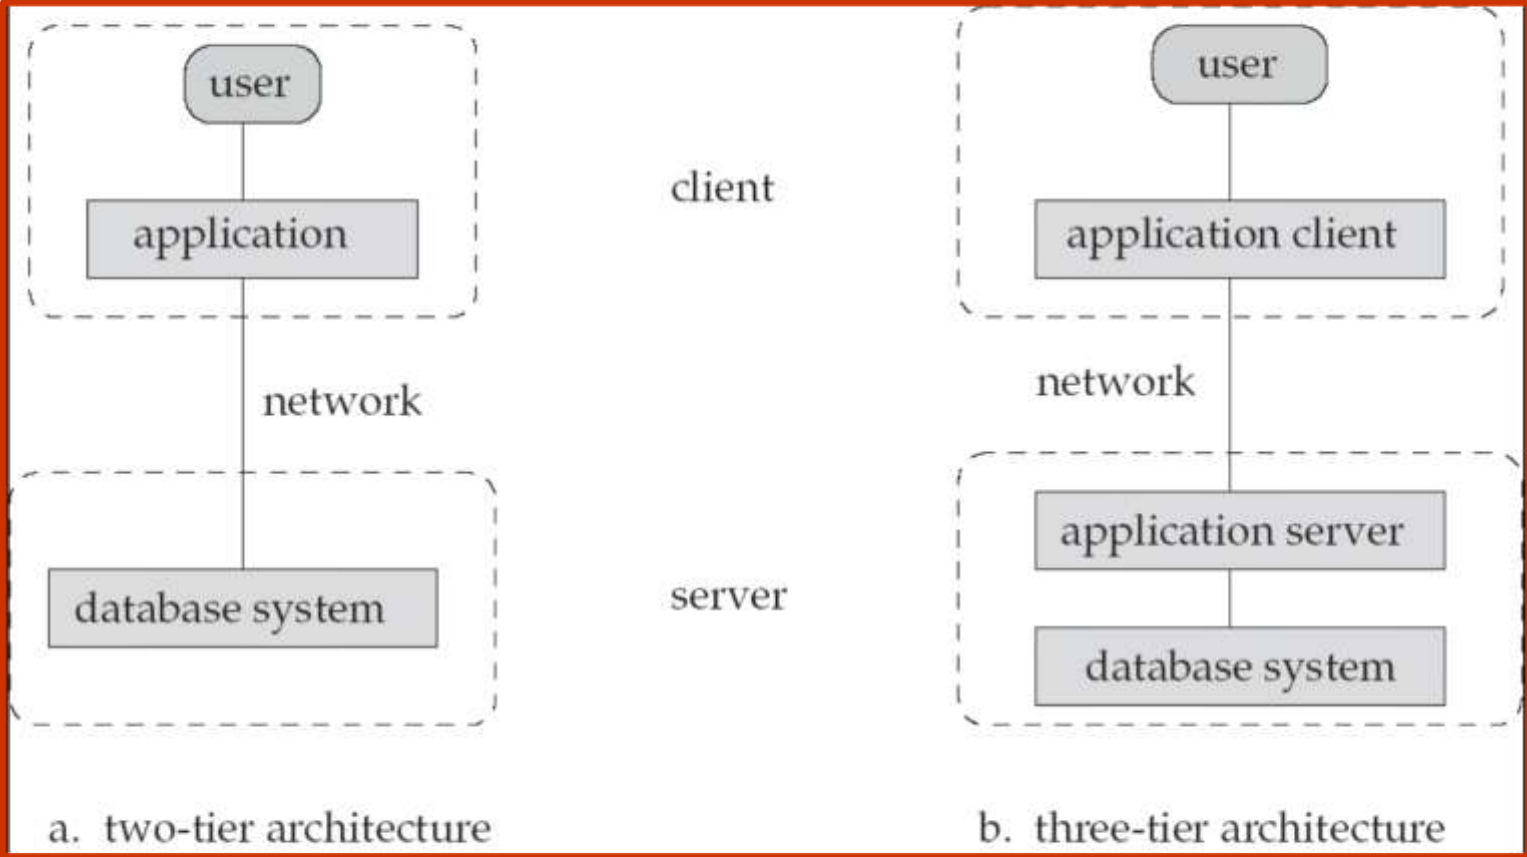 user
application
network
database system
a. two-tier architecture
client
server
user
application client
network
application server
database system
b. three-tier architecture